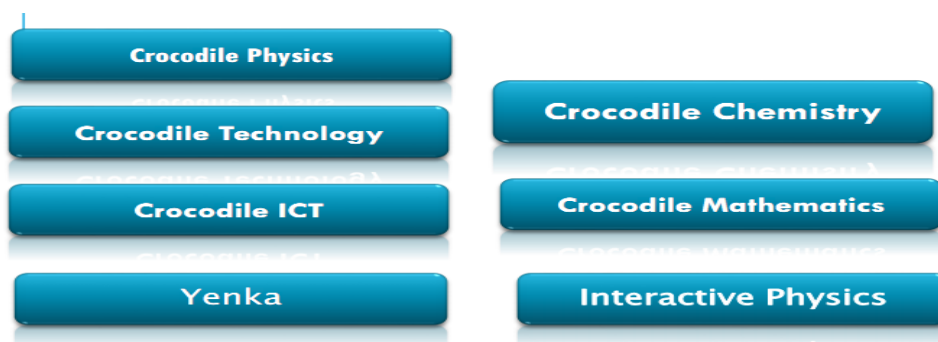 Crocodile Physics
Crocodile Technology
Crocodile ICT
Yenka
Crocodile Chemistry
Crocodile Mathematics
Interactive Physics